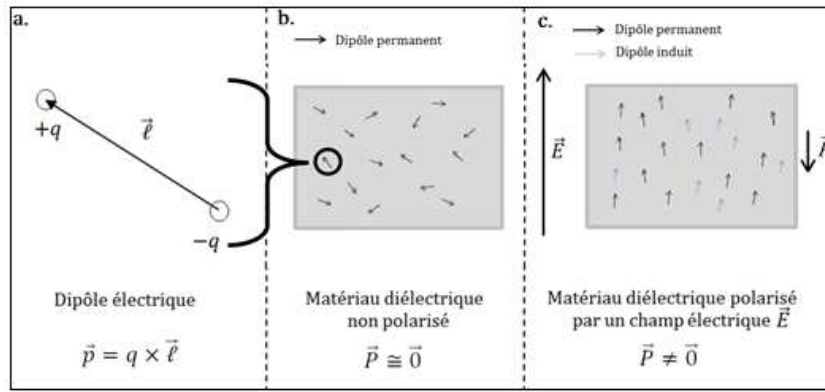 a.
+q
ℓ⃗
−q
Dipôle électrique
p⃗ = q × ℓ⃗
b.
Dipôle permanent
Matériau diélectrique
non polarisé
P⃗ ≅ 0⃗
c.
Dipôle permanent
Dipôle induit
E⃗
Matériau diélectrique polarisé
par un champ électrique E⃗
P⃗ ≠ 0⃗